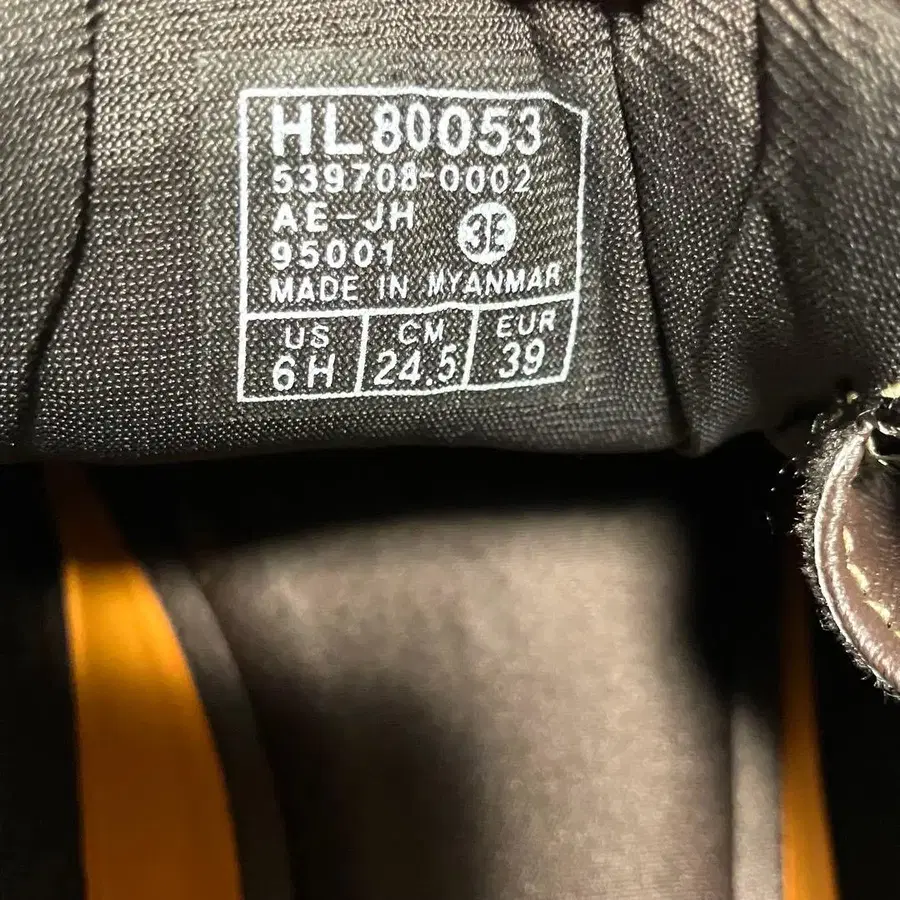 HL80053
539708-0002
AE-JH
3E
95001
MADE IN MYANMAR
US CM EUR
6H 24.5 39